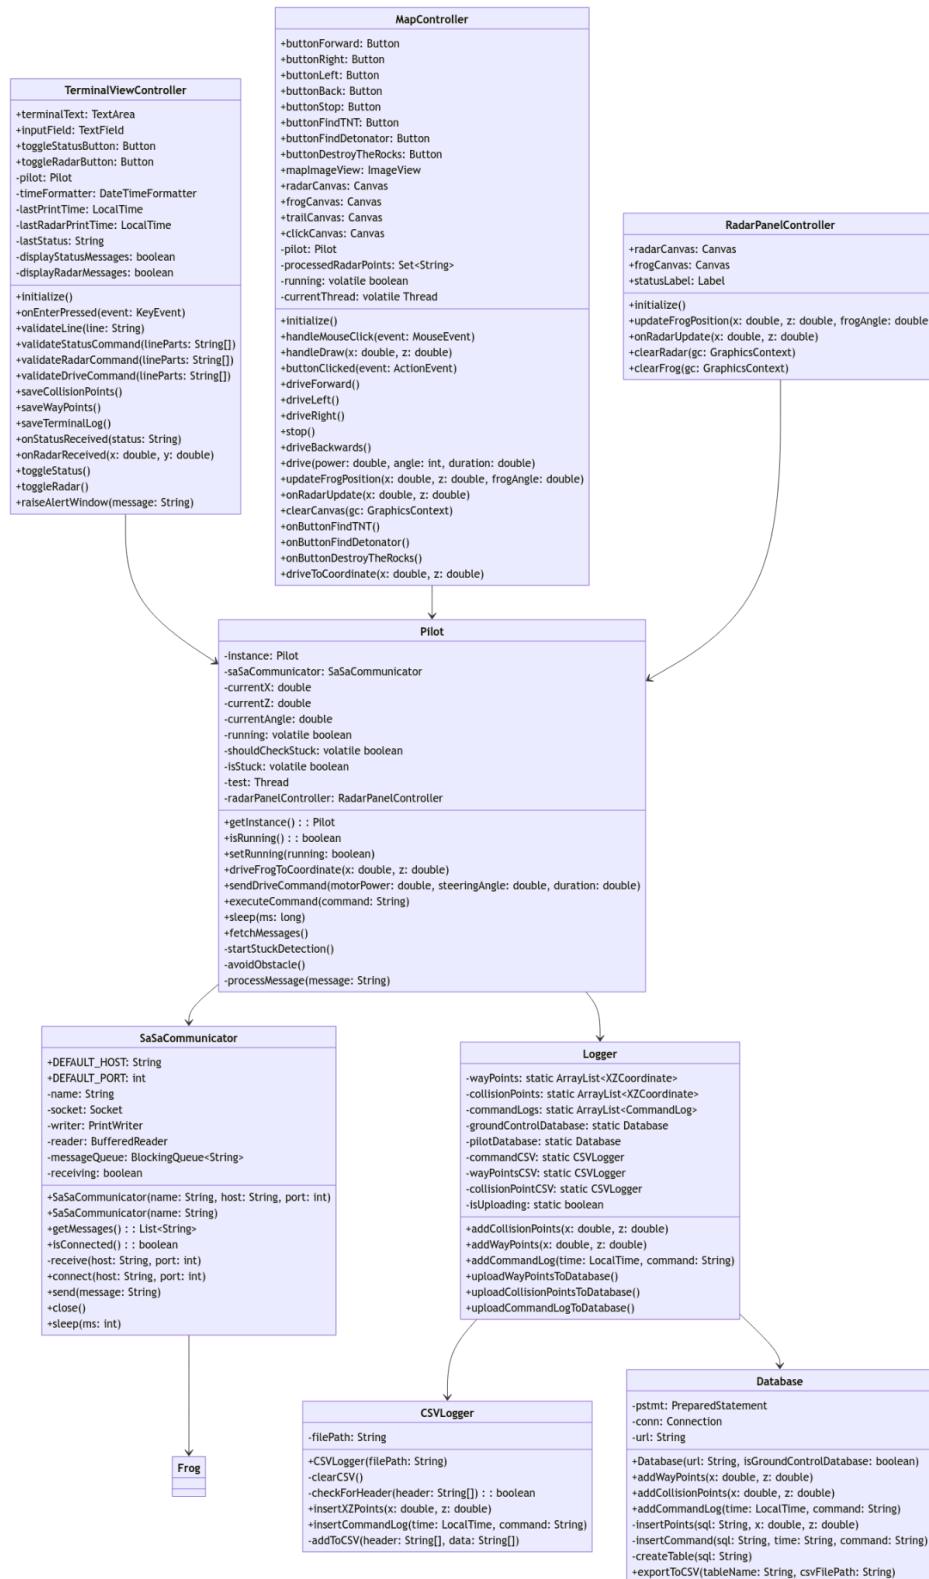 MapController
+buttonForward: Button
+buttonRight: Button
+buttonLeft: Button
+buttonBack: Button
+buttonStop: Button
+buttonFindTNT: Button
+buttonFindDetonator: Button
+buttonDestroyTheRocks: Button
+mapImageView: ImageView
+radarCanvas: Canvas
+frogCanvas: Canvas
+trailCanvas: Canvas
+clickCanvas: Canvas
-pilot: Pilot
-processedRadarPoints: Set<String>
-running: volatile boolean
-currentThread: volatile Thread
+initialize()
+handleMouseClick(event: MouseEvent)
+handleDraw(x: double, z: double)
+buttonClicked(event: ActionEvent)
+driveForward()
+driveLeft()
+driveRight()
+stop()
+driveBackwards()
+drive(power: double, angle: int, duration: double)
+updateFrogPosition(x: double, z: double, frogAngle: double)
+onRadarUpdate(x: double, z: double)
+clearCanvas(gc: GraphicsContext)
+onButtonFindTNT()
+onButtonFindDetonator()
+onButtonDestroyTheRocks()
+driveToCoordinate(x: double, z: double)
TerminalViewController
+terminalText: TextArea
+inputField: TextField
+toggleStatusButton: Button
+toggleRadarButton: Button
-pilot: Pilot
-timeFormatter: DateTimeFormatter
-lastPrintTime: LocalTime
-lastRadarPrintTime: LocalTime
-lastStatus: String
-displayStatusMessages: boolean
-displayRadarMessages: boolean
+initialize()
+onEnterPressed(event: KeyEvent)
+validateLine(line: String)
+validateStatusCommand(lineParts: String[])
+validateRadarCommand(lineParts: String[])
+validateDriveCommand(lineParts: String[])
+saveCollisionPoints()
+saveWayPoints()
+saveTerminalLog()
+onStatusReceived(status: String)
+onRadarReceived(x: double, y: double)
+toggleStatus()
+toggleRadar()
+raiseAlertWindow(message: String)
RadarPanelController
+radarCanvas: Canvas
+frogCanvas: Canvas
+statusLabel: Label
+initialize()
+updateFrogPosition(x: double, z: double, frogAngle: double
+onRadarUpdate(x: double, z: double)
+clearRadar(gc: GraphicsContext)
+clearFrog(gc: GraphicsContext)
Pilot
-instance: Pilot
-saSaCommunicator: SaSaCommunicator
-currentX: double
-currentZ: double
-currentAngle: double
-running: volatile boolean
-shouldCheckStuck: volatile boolean
-isStuck: volatile boolean
-test: Thread
-radarPanelController: RadarPanelController
+getInstance() : : Pilot
+isRunning() : : boolean
+setRunning(running: boolean)
+driveFrogToCoordinate(x: double, z: double)
+sendDriveCommand(motorPower: double, steeringAngle: double, duration: double)
+executeCommand(command: String)
+sleep(ms: long)
+fetchMessages()
-startStuckDetection()
-avoidObstacle()
-processMessage(message: String)
SaSaCommunicator
+DEFAULT_HOST: String
+DEFAULT_PORT: int
-name: String
-socket: Socket
-writer: PrintWriter
-reader: BufferedReader
-messageQueue: BlockingQueue<String>
-receiving: boolean
+SaSaCommunicator(name: String, host: String, port: int)
+SaSaCommunicator(name: String)
+getMessages() : : List<String>
+isConnected() : : boolean
-receive(host: String, port: int)
+connect(host: String, port: int)
+send(message: String)
+close()
+sleep(ms: int)
Logger
-wayPoints: static ArrayList<XZCoordinate>
-collisionPoints: static ArrayList<XZCoordinate>
-commandLogs: static ArrayList<CommandLog>
-groundControlDatabase: static Database
-pilotDatabase: static Database
-commandCSV: static CSVLogger
-wayPointsCSV: static CSVLogger
-collisionPointCSV: static CSVLogger
-isUploading: static boolean
+addCollisionPoints(x: double, z: double)
+addWayPoints(x: double, z: double)
+addCommandLog(time: LocalTime, command: String)
+uploadWayPointsToDatabase()
+uploadCollisionPointsToDatabase()
+uploadCommandLogToDatabase()
Frog
CSVLogger
-filePath: String
+CSVLogger(filePath: String)
-clearCSV()
-checkForHeader(header: String[]) : : boolean
+insertXZPoints(x: double, z: double)
+insertCommandLog(time: LocalTime, command: String)
-addToCSV(header: String[], data: String[])
Database
-pstmt: PreparedStatement
-conn: Connection
-url: String
+Database(url: String, isGroundControlDatabase: boolean)
+addWayPoints(x: double, z: double)
+addCollisionPoints(x: double, z: double)
+addCommandLog(time: LocalTime, command: String)
-insertPoints(sql: String, x: double, z: double)
-insertCommand(sql: String, time: String, command: String)
-createTable(sql: String)
+exportToCSV(tableName: String, csvFilePath: String)